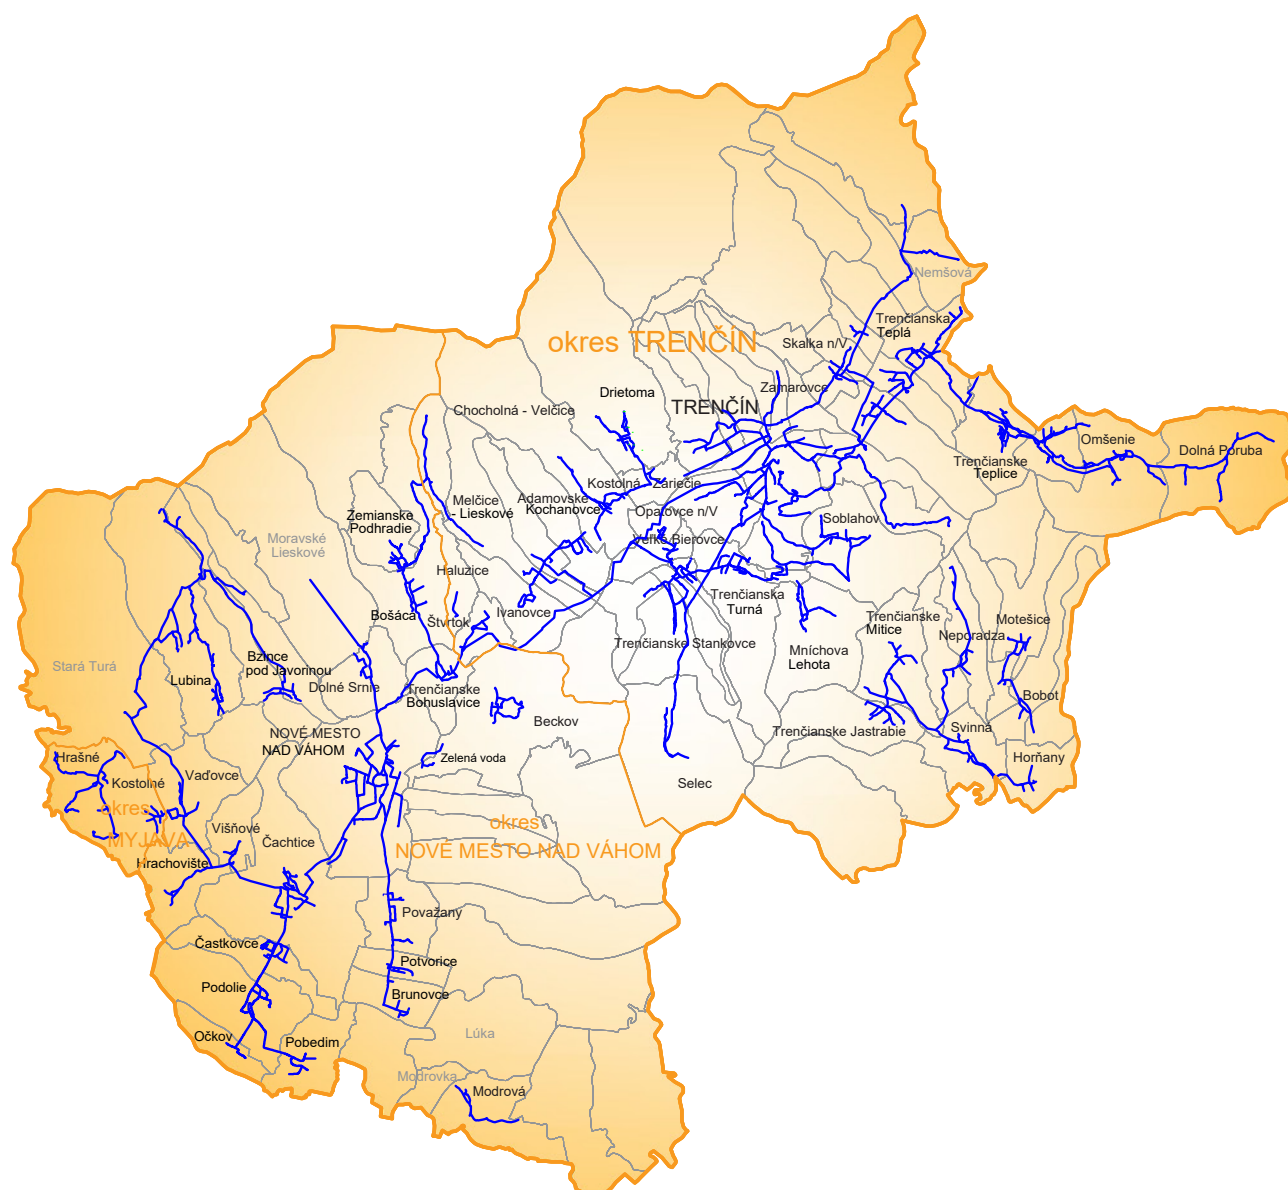 Nemšová
Trenčianska
Teplá
okres TRENČÍN
Skalka n/V
Zamarovce
Drietoma
TRENČÍN
Chocholná - Velčice
Omšenie
Dolná Poruba
Trenčianske
Teplice
Kostolná - Záriečie
Melčice
- Lieskové
Adamovské
Kochanovce
Opatovce n/V
Zemianske
Podhradie
Soblahov
Moravské
Lieskové
Veľké Bierovce
Haluzice
Trenčianska
Turná
Bošáca
Štvrtok
Ivanovce
Trenčianske
Mitice
Motešice
Neporadza
Trenčianske Stankovce
Mníchova
Lehota
Stará Turá
Bzince
pod Javorinou
Lubina
Dolné Srnie
Trenčianske
Bohuslavice
Bobot
Beckov
Svinná
Trenčianske Jastrabie
NOVÉ MESTO
NAD VÁHOM
Hrašné
Zelená voda
Horňany
Kostolné
Vaďovce
Selec
okres
MYJAVA
Višňové
Čachtice
okres
NOVÉ MESTO NAD VÁHOM
Hrachovište
Považany
Častkovce
Potvorice
Podolie
Brunovce
Očkov
Pobedim
Lúka
Modrovka
Modrová